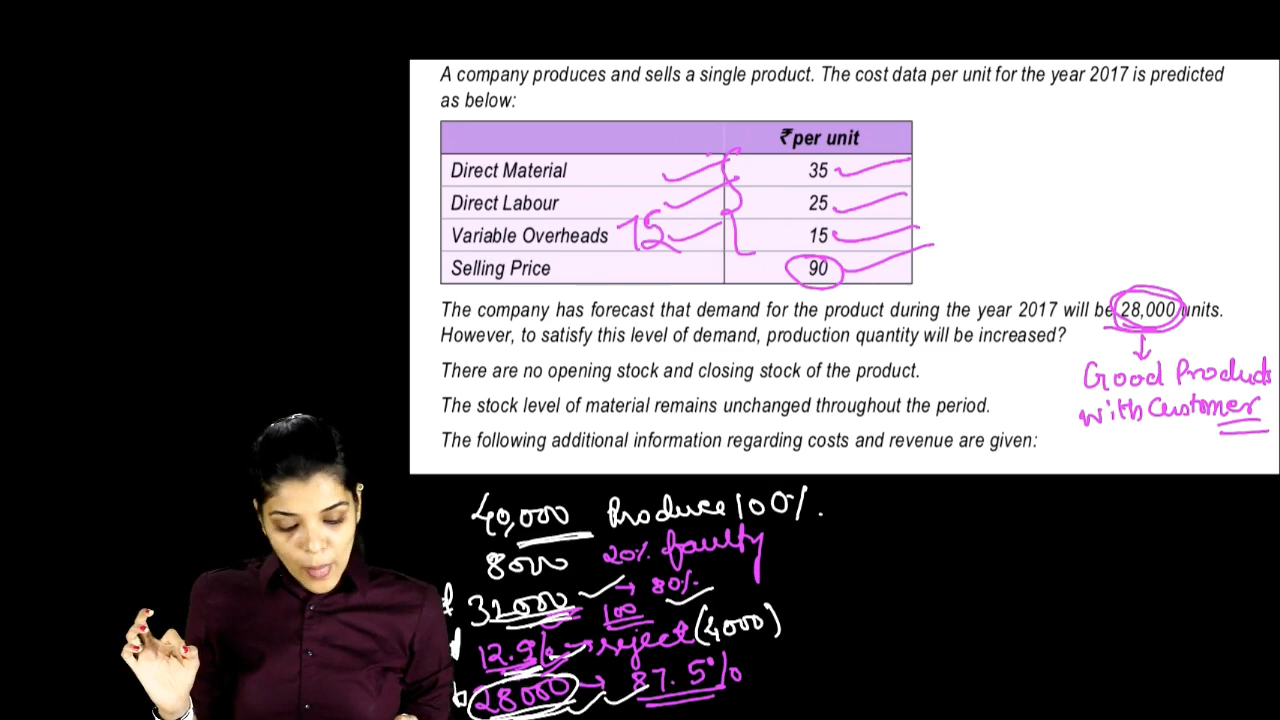 A company produces and sells a single product. The cost data per unit for the year 2017 is predicted
as below:
₹ per unit
Direct Material 35
Direct Labour 25
Variable Overheads 75 15
Selling Price 90
The company has forecast that demand for the product during the year 2017 will be 28,000 units.
However, to satisfy this level of demand, production quantity will be increased?
Good Products
with Customer
There are no opening stock and closing stock of the product.
The stock level of material remains unchanged throughout the period.
The following additional information regarding costs and revenue are given:
40,000 Produce 100%.
8000 20% faulty
32000 → 80%
100
12.5% → reject (4000)
28000 → 87.5%